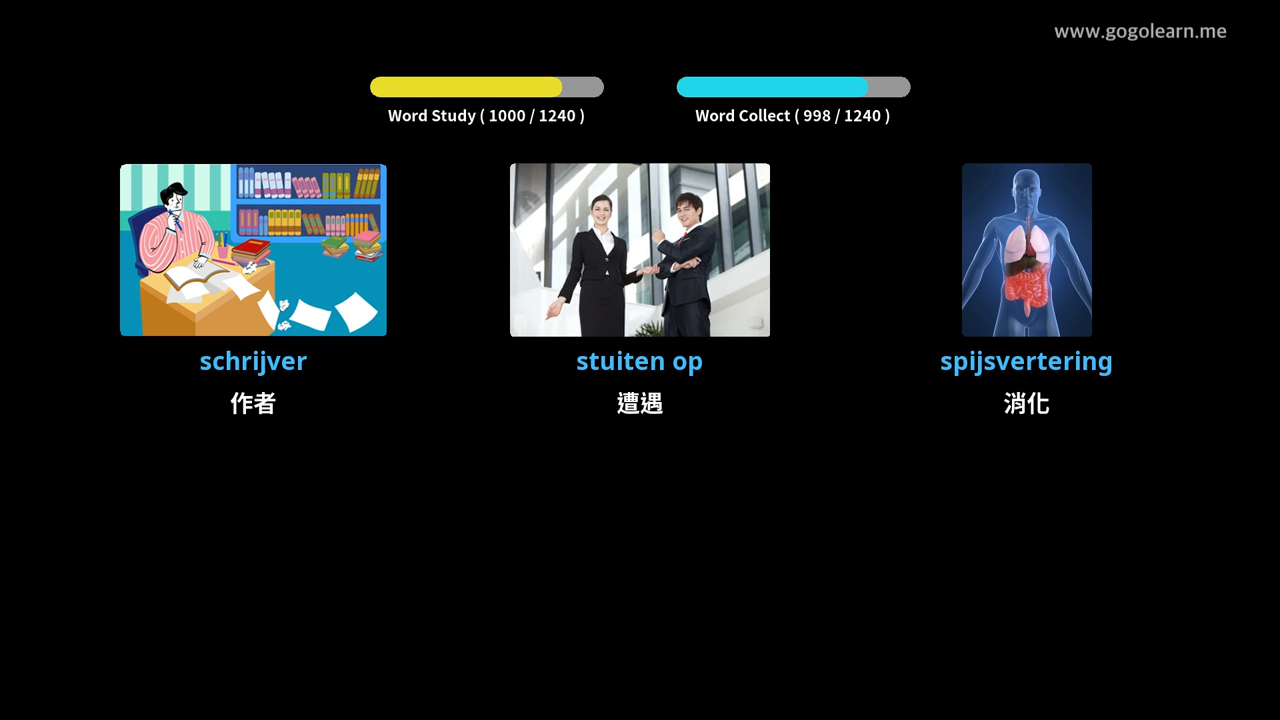 www.gogolearn.me
Word Study ( 1000 / 1240 )
Word Collect ( 998 / 1240 )
schrijver
stuiten op
spijsvertering
作者
遭遇
消化